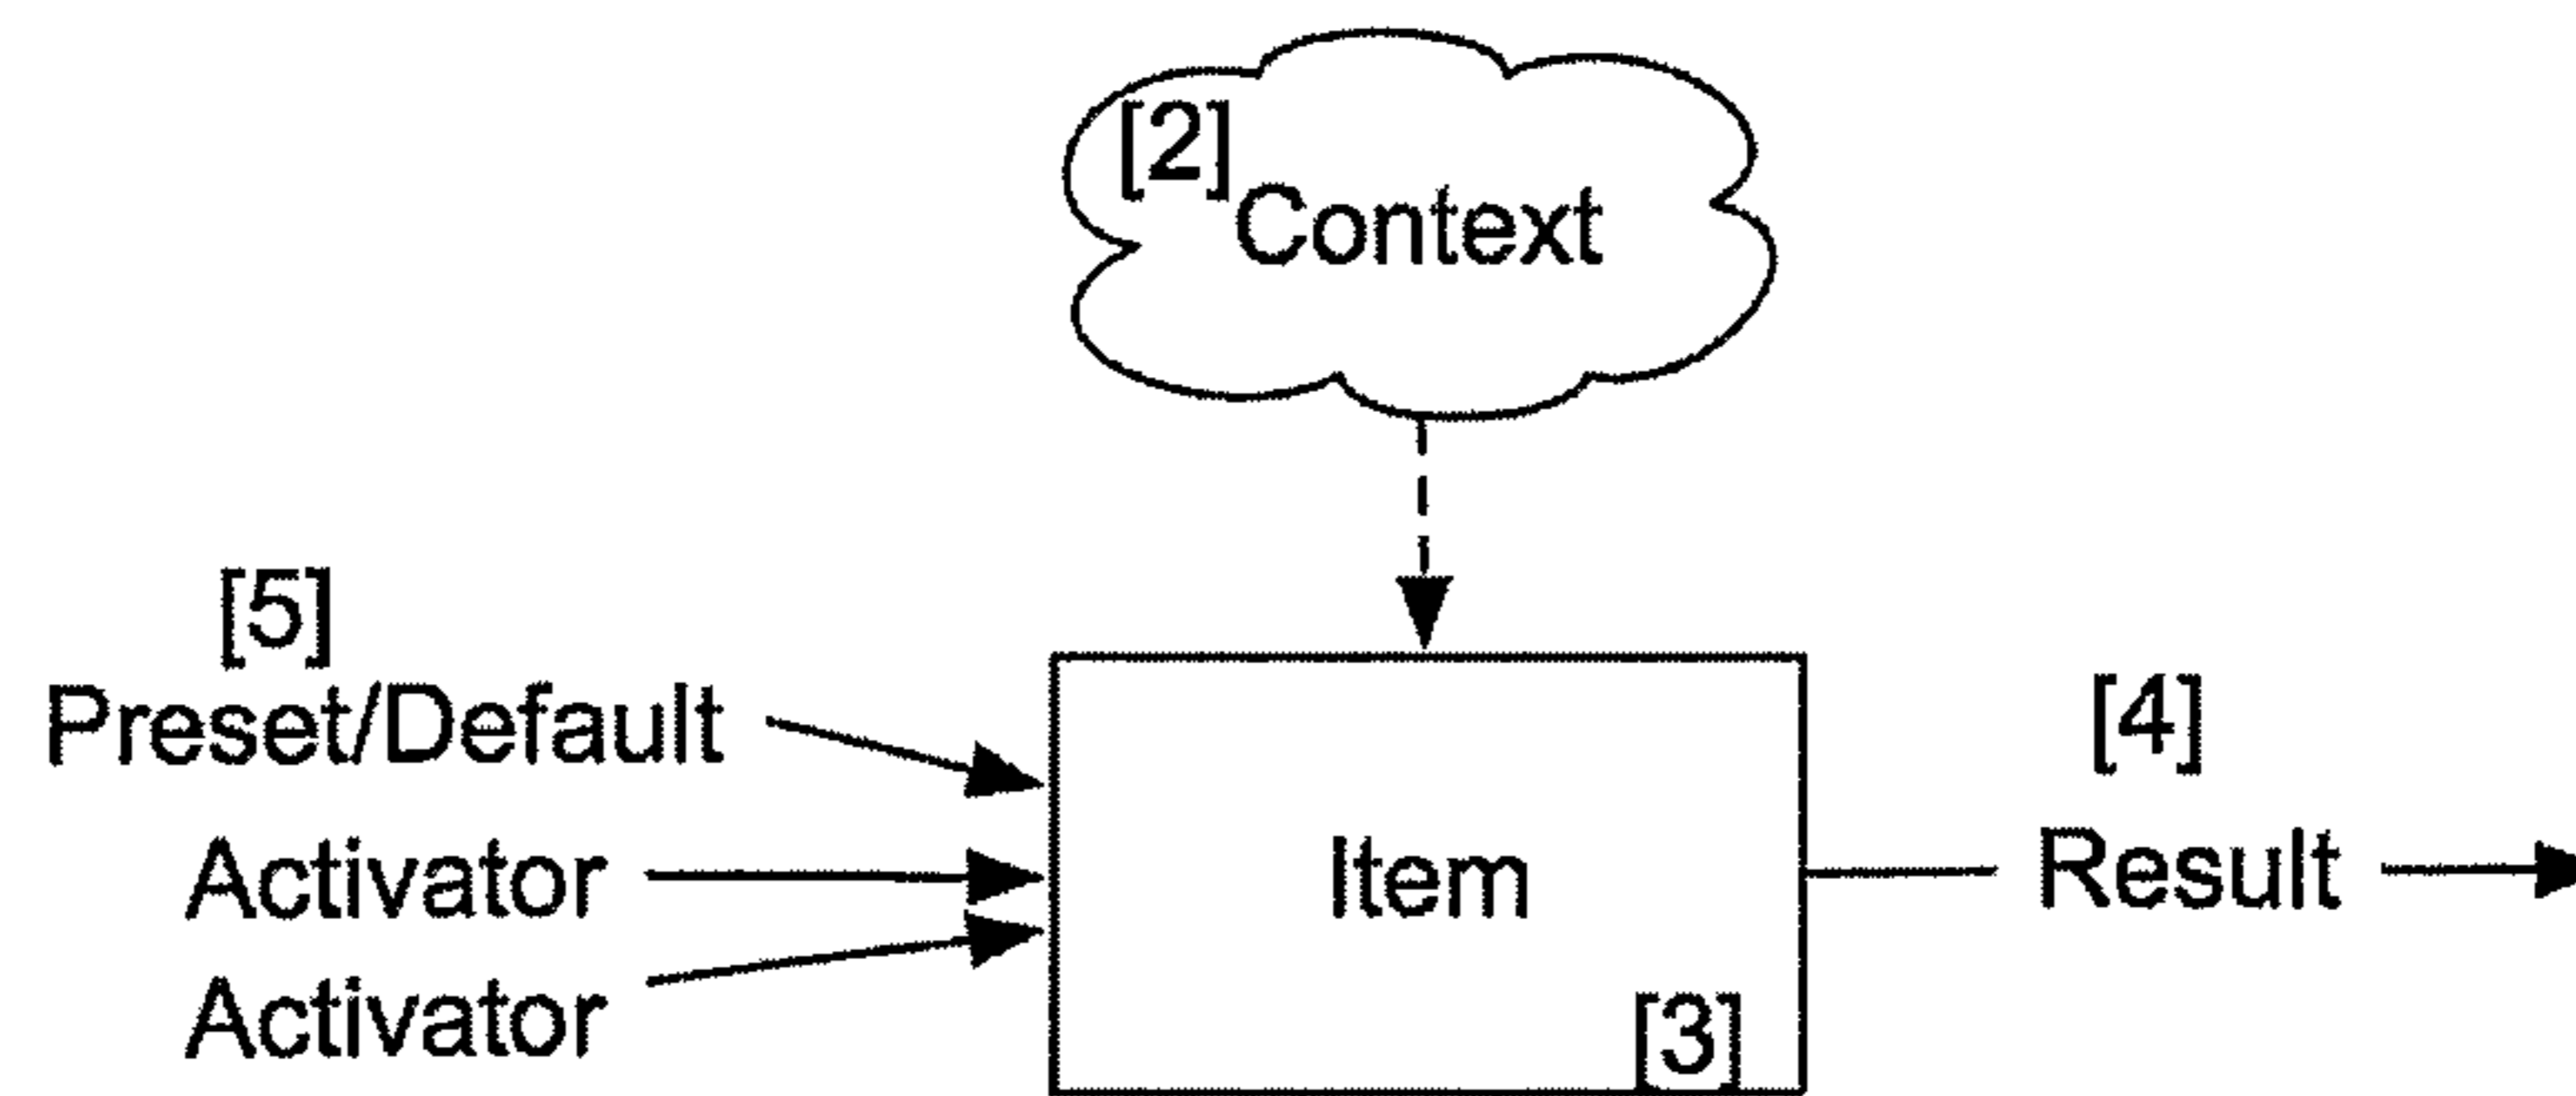 [2]
Context
[5]
Preset/Default
Activator
Activator
Item
[3]
[4]
Result